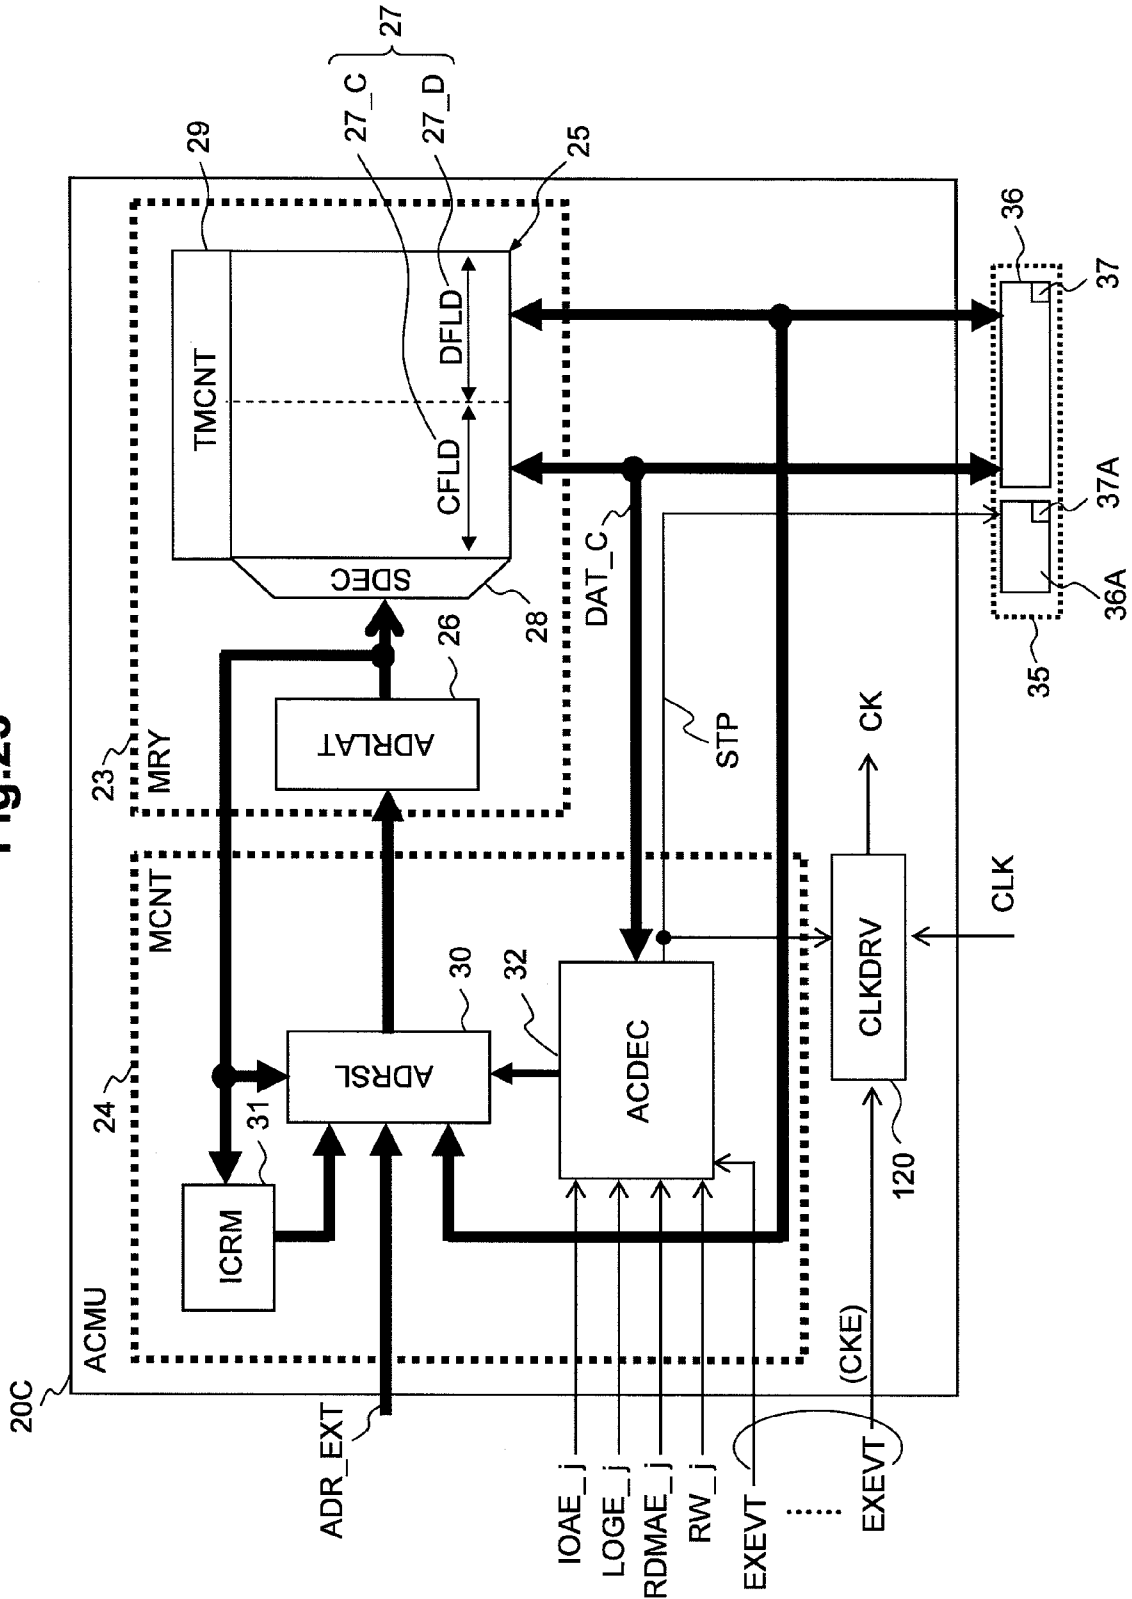 20C
ACMU
24
MCNT
23
MRY
ICRM
31
ADRSL
30
32
ACDEC
ADRLAT
26
SDEC
28
TMCNT
29
CFLD
DFLD
27_C
27_D
27
25
DAT_C
STP
ADR_EXT
IOAE_j
LOGE_j
RDMAE_j
RW_j
EXEVT
EXEVT
(CKE)
CLKDRV
120
CK
CLK
35
36A
37A
36
37